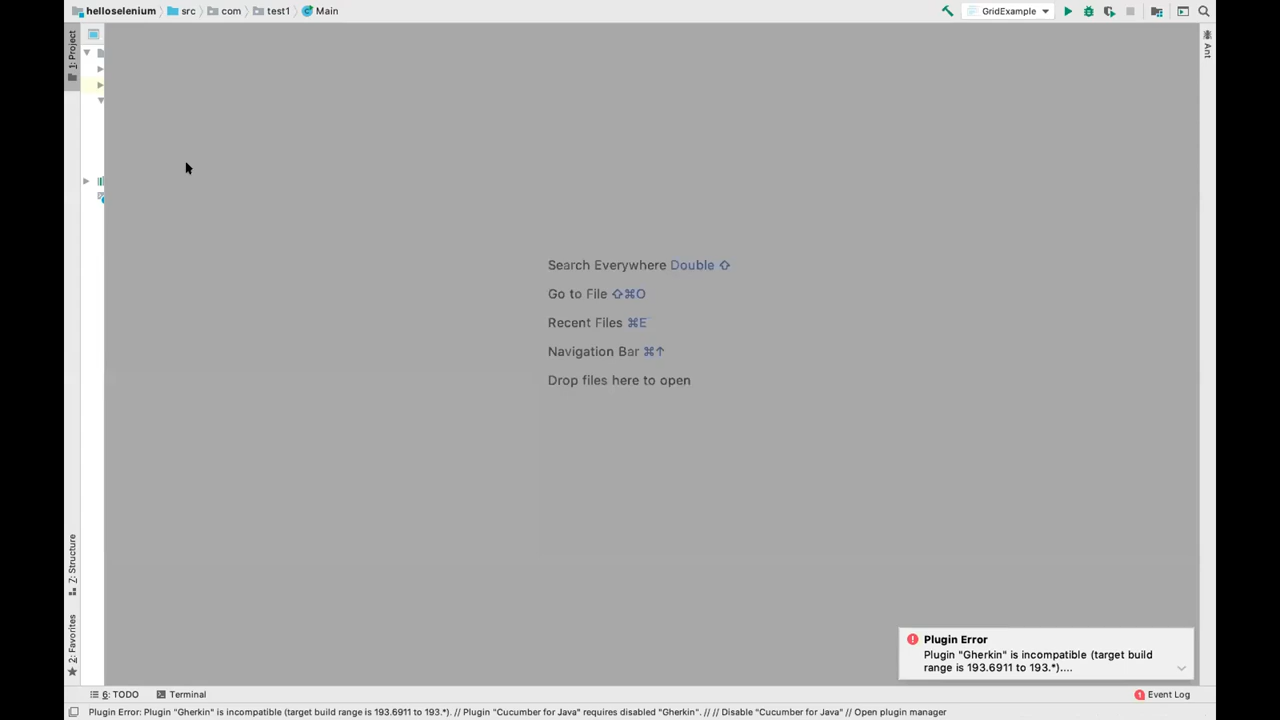 helloselenium src com test1 Main GridExample
1: Project
Ant
Search Everywhere Double ⇧
Go to File ⇧⌘O
Recent Files ⌘E
Navigation Bar ⌘↑
Drop files here to open
7: Structure
2: Favorites
Plugin Error
Plugin "Gherkin" is incompatible (target build
range is 193.6911 to 193.*)....
6: TODO Terminal 1 Event Log
Plugin Error: Plugin "Gherkin" is incompatible (target build range is 193.6911 to 193.*). // Plugin "Cucumber for Java" requires disabled "Gherkin". // // Disable "Cucumber for Java" // Open plugin manager